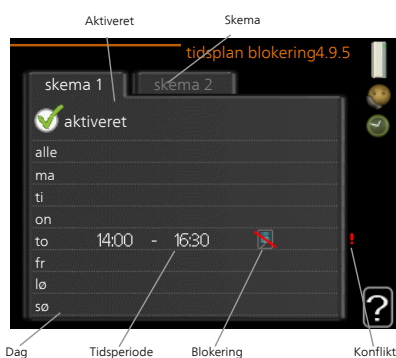 Aktiveret Skema
tidsplan blokering4.9.5
skema 1 skema 2
aktiveret
alle
ma
ti
on
to 14:00 - 16:30 !
fr
lø
sø
?
Dag Tidsperiode Blokering Konflikt